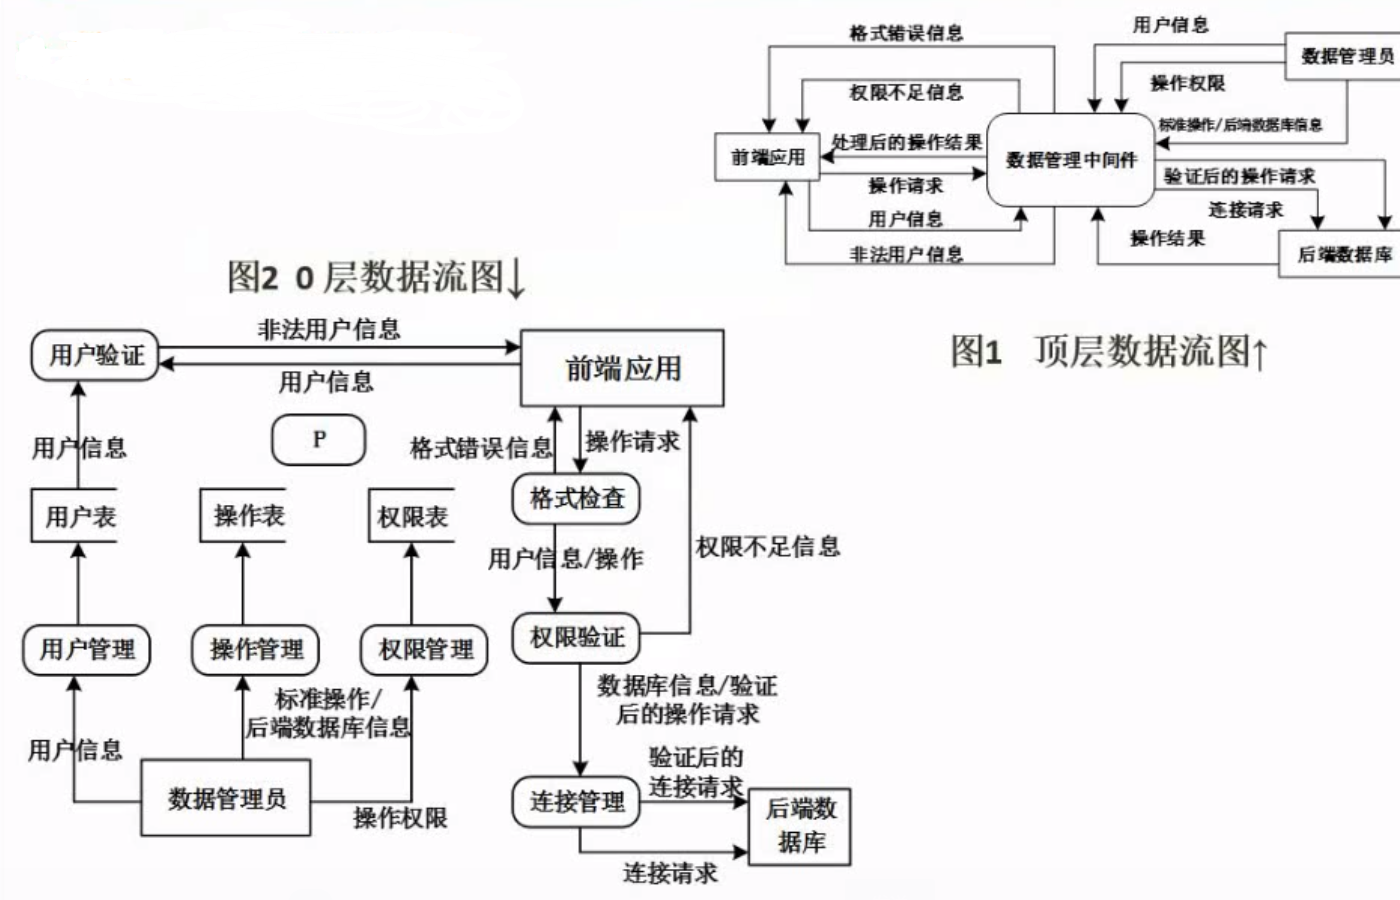 格式错误信息
用户信息
数据管理员
权限不足信息
操作权限
标准操作/后端数据库信息
前端应用
处理后的操作结果
数据管理中间件
操作请求
验证后的操作请求
用户信息
连接请求
非法用户信息
操作结果
后端数据库
图1 顶层数据流图↑
图2 0 层数据流图↓
用户验证
非法用户信息
用户信息
前端应用
P
用户信息
格式错误信息
操作请求
用户表
操作表
权限表
格式检查
用户信息/操作
权限不足信息
用户管理
操作管理
权限管理
权限验证
标准操作/
后端数据库信息
数据库信息/验证
后的操作请求
用户信息
数据管理员
操作权限
验证后的
连接请求
连接管理
后端数
据库
连接请求